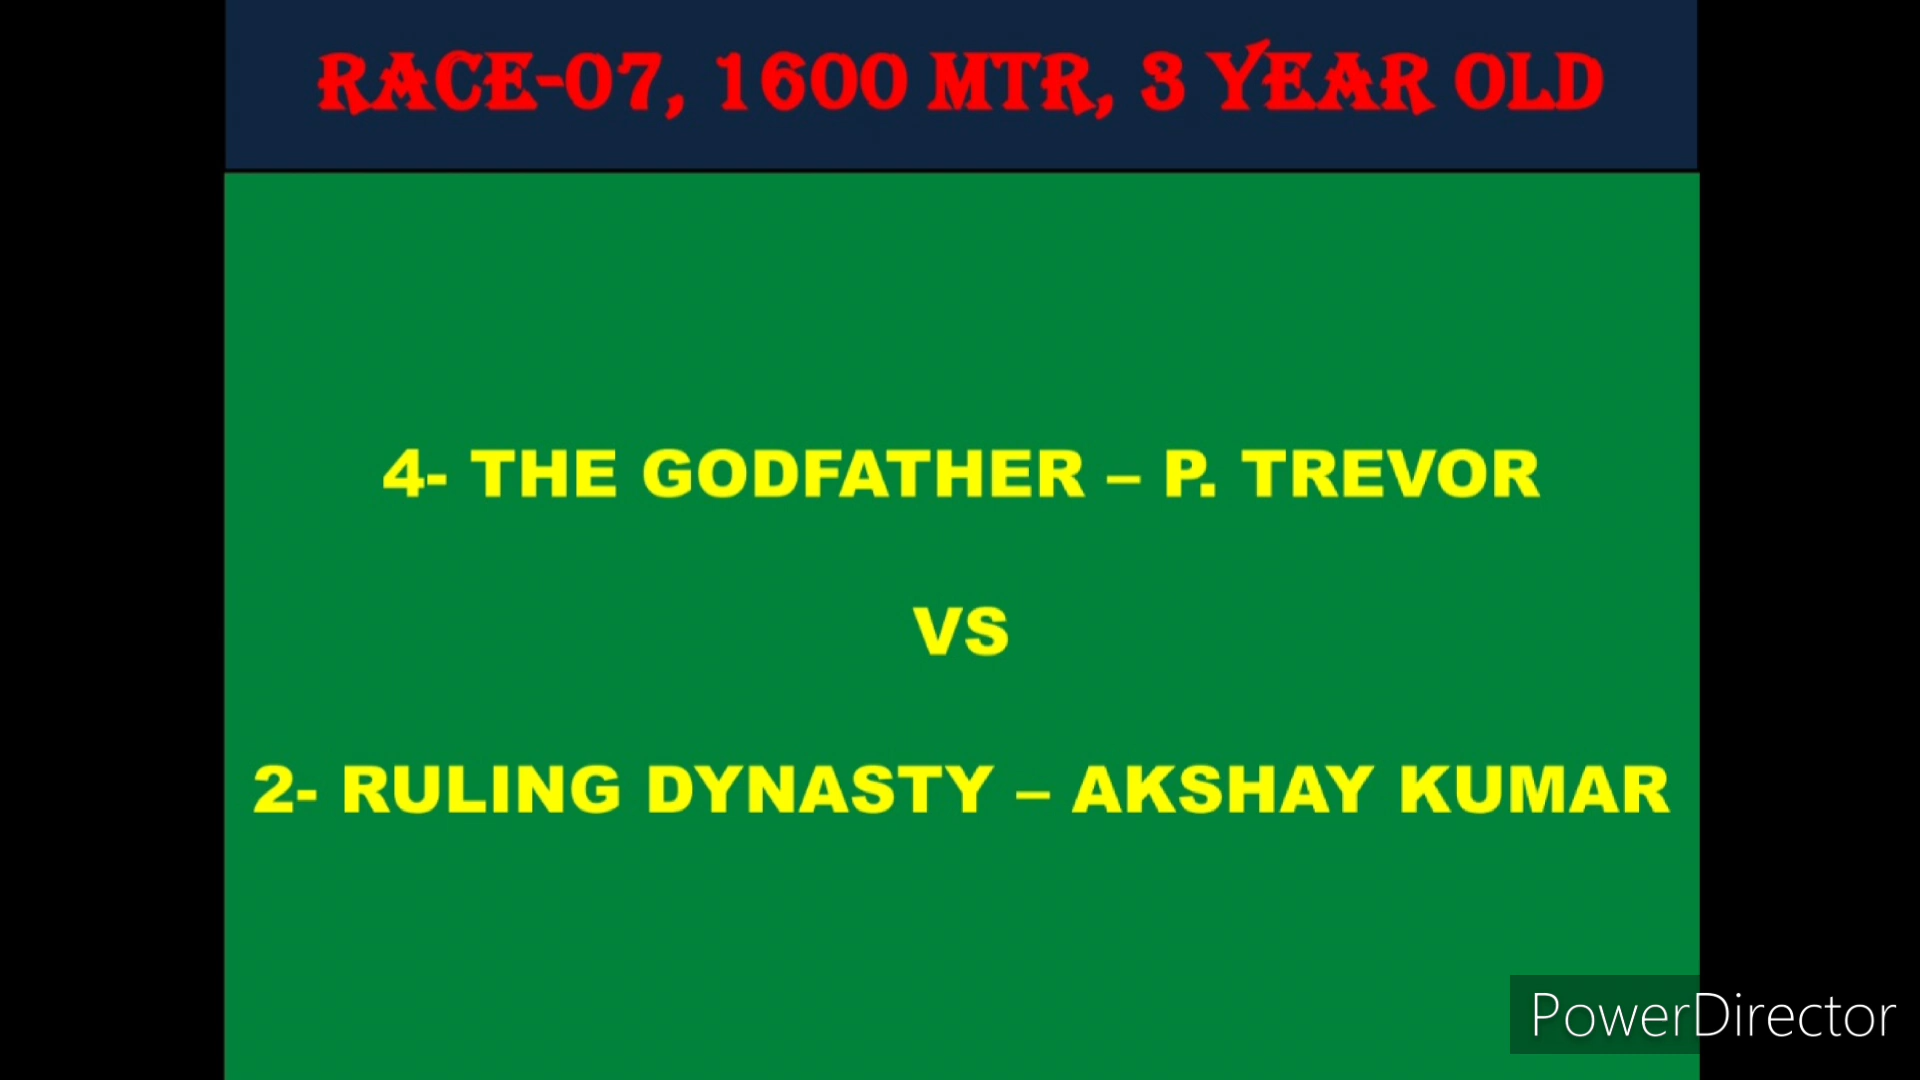 RACE-07, 1600 MTR, 3 YEAR OLD
4- THE GODFATHER – P. TREVOR
VS
2- RULING DYNASTY – AKSHAY KUMAR
PowerDirector